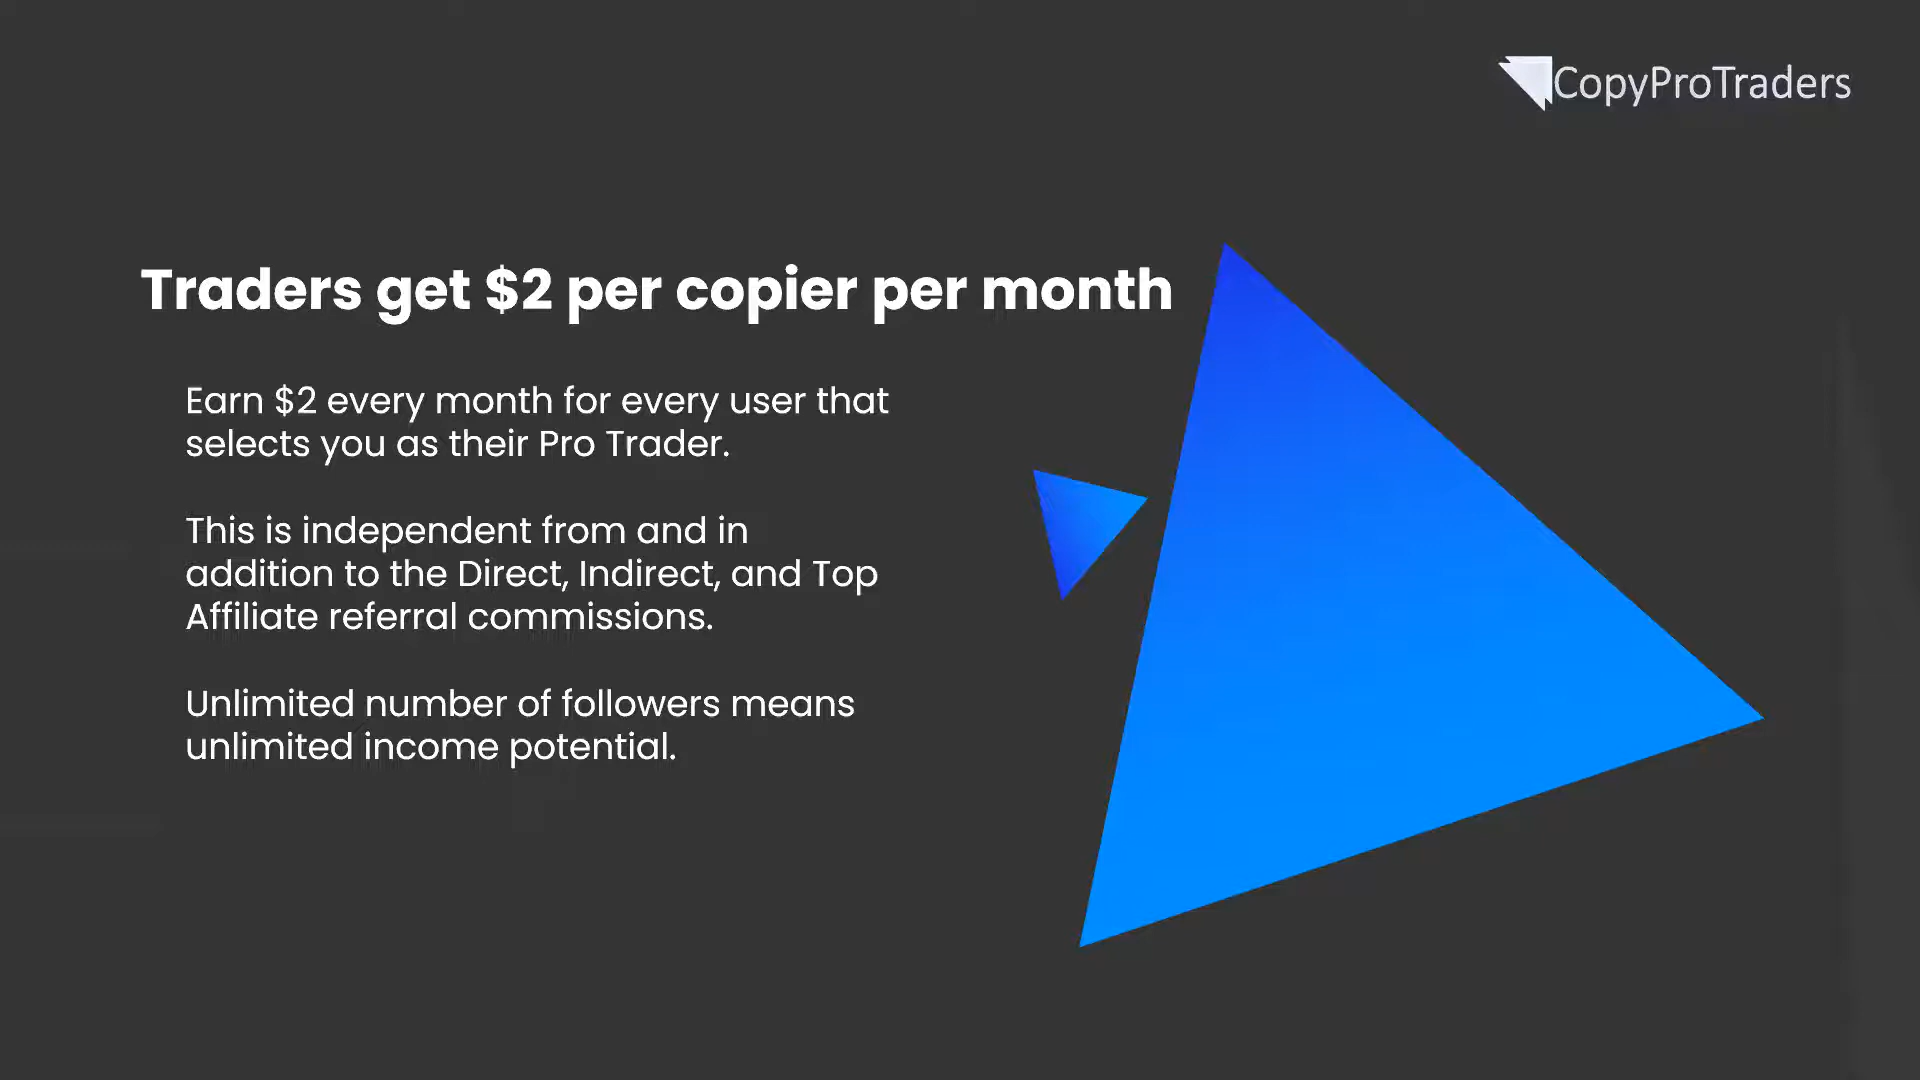 CopyProTraders
Traders get $2 per copier per month
Earn $2 every month for every user that
selects you as their Pro Trader.
This is independent from and in
addition to the Direct, Indirect, and Top
Affiliate referral commissions.
Unlimited number of followers means
unlimited income potential.